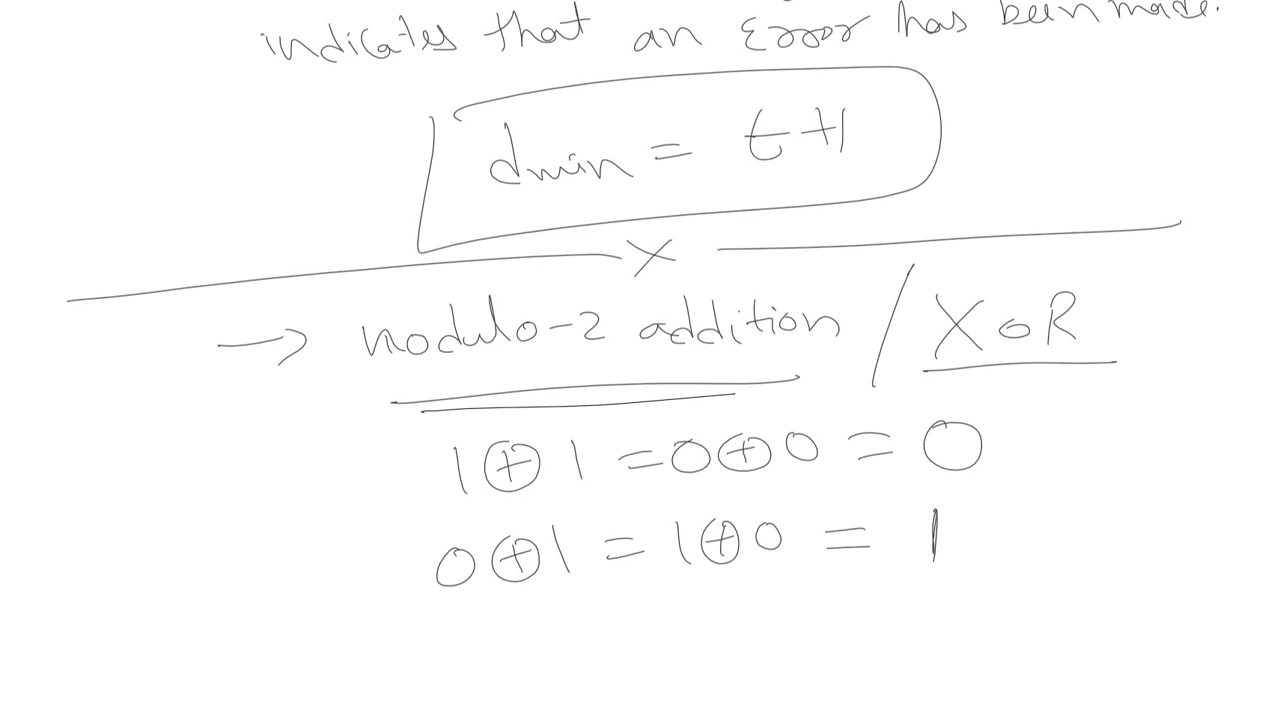 indicates that an Error has been made.
dmin = t+1
→ modulo-2 addition / XOR
1 ⊕ 1 = 0 ⊕ 0 = 0
0 ⊕ 1 = 1 ⊕ 0 = 1